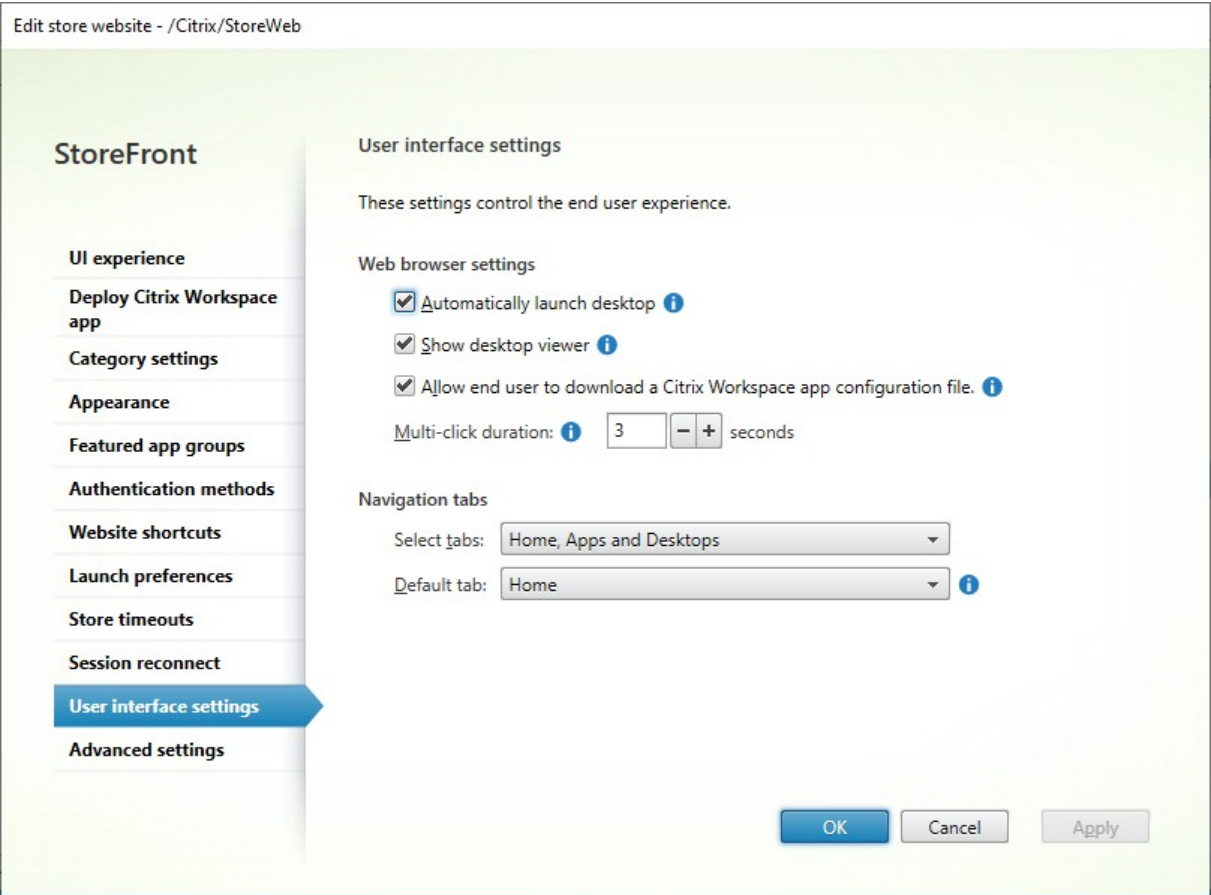 Edit store website - /Citrix/StoreWeb
StoreFront
UI experience
Deploy Citrix Workspace
app
Category settings
Appearance
Featured app groups
Authentication methods
Website shortcuts
Launch preferences
Store timeouts
Session reconnect
User interface settings
Advanced settings
User interface settings
These settings control the end user experience.
Web browser settings
Automatically launch desktop
Show desktop viewer
Allow end user to download a Citrix Workspace app configuration file.
Multi-click duration: 3 seconds
Navigation tabs
Select tabs: Home, Apps and Desktops
Default tab: Home
OK Cancel Apply